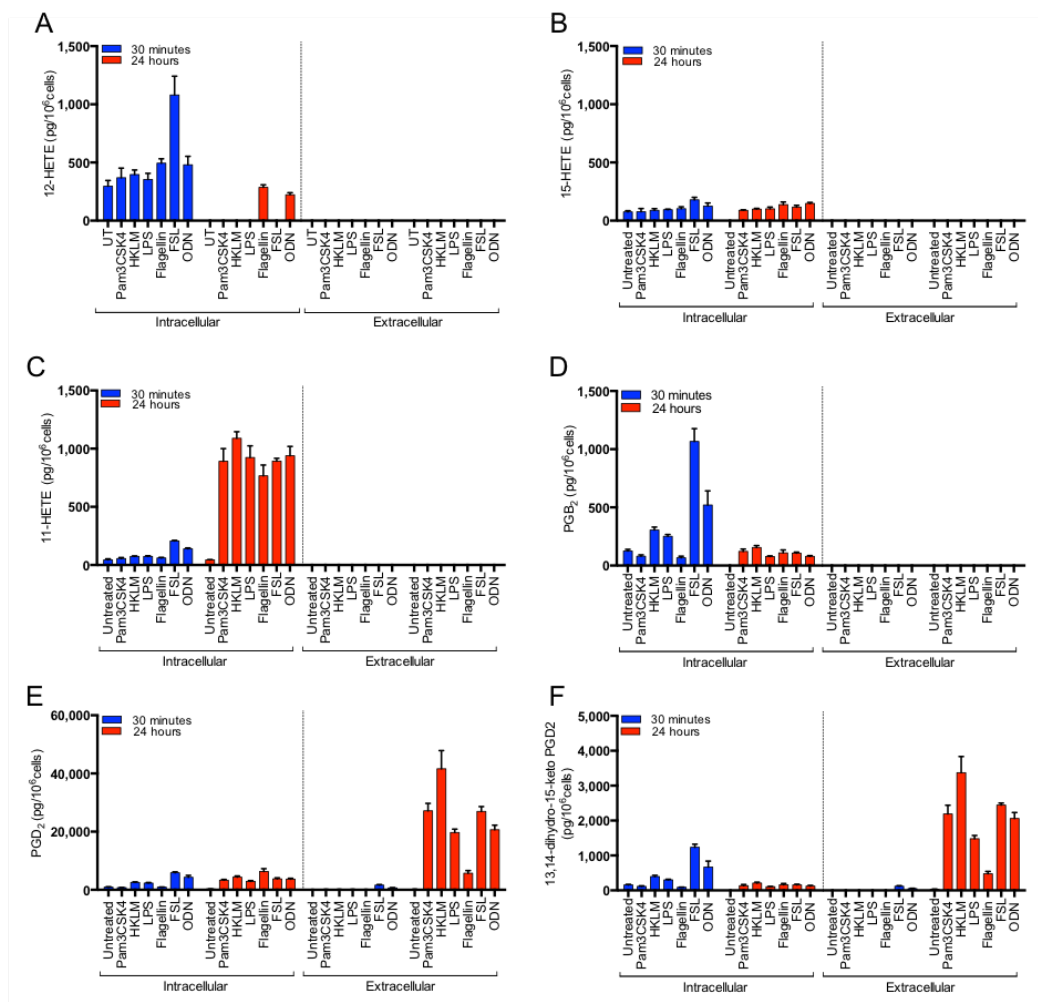 A
1,500
1,000
500
0
12-HETE (pg/10⁶cells)
30 minutes
24 hours
UT Pam3CSK4 HKLM LPS Flagellin FSL ODN UT Pam3CSK4 HKLM LPS Flagellin FSL ODN UT Pam3CSK4 HKLM LPS Flagellin FSL ODN UT Pam3CSK4 HKLM LPS Flagellin FSL ODN
Intracellular Extracellular
B
1,500
1,000
500
0
15-HETE (pg/10⁶cells)
30 minutes
24 hours
Untreated Pam3CSK4 HKLM LPS Flagellin FSL ODN Untreated Pam3CSK4 HKLM LPS Flagellin FSL ODN Untreated Pam3CSK4 HKLM LPS Flagellin FSL ODN Untreated Pam3CSK4 HKLM LPS Flagellin FSL ODN
Intracellular Extracellular
C
1,500
1,000
500
0
11-HETE (pg/10⁶cells)
30 minutes
24 hours
Untreated Pam3CSK4 HKLM LPS Flagellin FSL ODN Untreated Pam3CSK4 HKLM LPS Flagellin FSL ODN Untreated Pam3CSK4 HKLM LPS Flagellin FSL ODN Untreated Pam3CSK4 HKLM LPS Flagellin FSL ODN
Intracellular Extracellular
D
1,500
1,000
500
0
PGB₂ (pg/10⁶cells)
30 minutes
24 hours
Untreated Pam3CSK4 HKLM LPS Flagellin FSL ODN Untreated Pam3CSK4 HKLM LPS Flagellin FSL ODN Untreated Pam3CSK4 HKLM LPS Flagellin FSL ODN Untreated Pam3CSK4 HKLM LPS Flagellin FSL ODN
Intracellular Extracellular
E
60,000
40,000
20,000
0
PGD₂ (pg/10⁶cells)
30 minutes
24 hours
Untreated Pam3CSK4 HKLM LPS Flagellin FSL ODN Untreated Pam3CSK4 HKLM LPS Flagellin FSL ODN Untreated Pam3CSK4 HKLM LPS Flagellin FSL ODN Untreated Pam3CSK4 HKLM LPS Flagellin FSL ODN
Intracellular Extracellular
F
5,000
4,000
3,000
2,000
1,000
0
13,14-dihydro-15-keto PGD2
(pg/10⁶cells)
30 minutes
24 hours
Untreated Pam3CSK4 HKLM LPS Flagellin FSL ODN Untreated Pam3CSK4 HKLM LPS Flagellin FSL ODN Untreated Pam3CSK4 HKLM LPS Flagellin FSL ODN Untreated Pam3CSK4 HKLM LPS Flagellin FSL ODN
Intracellular Extracellular